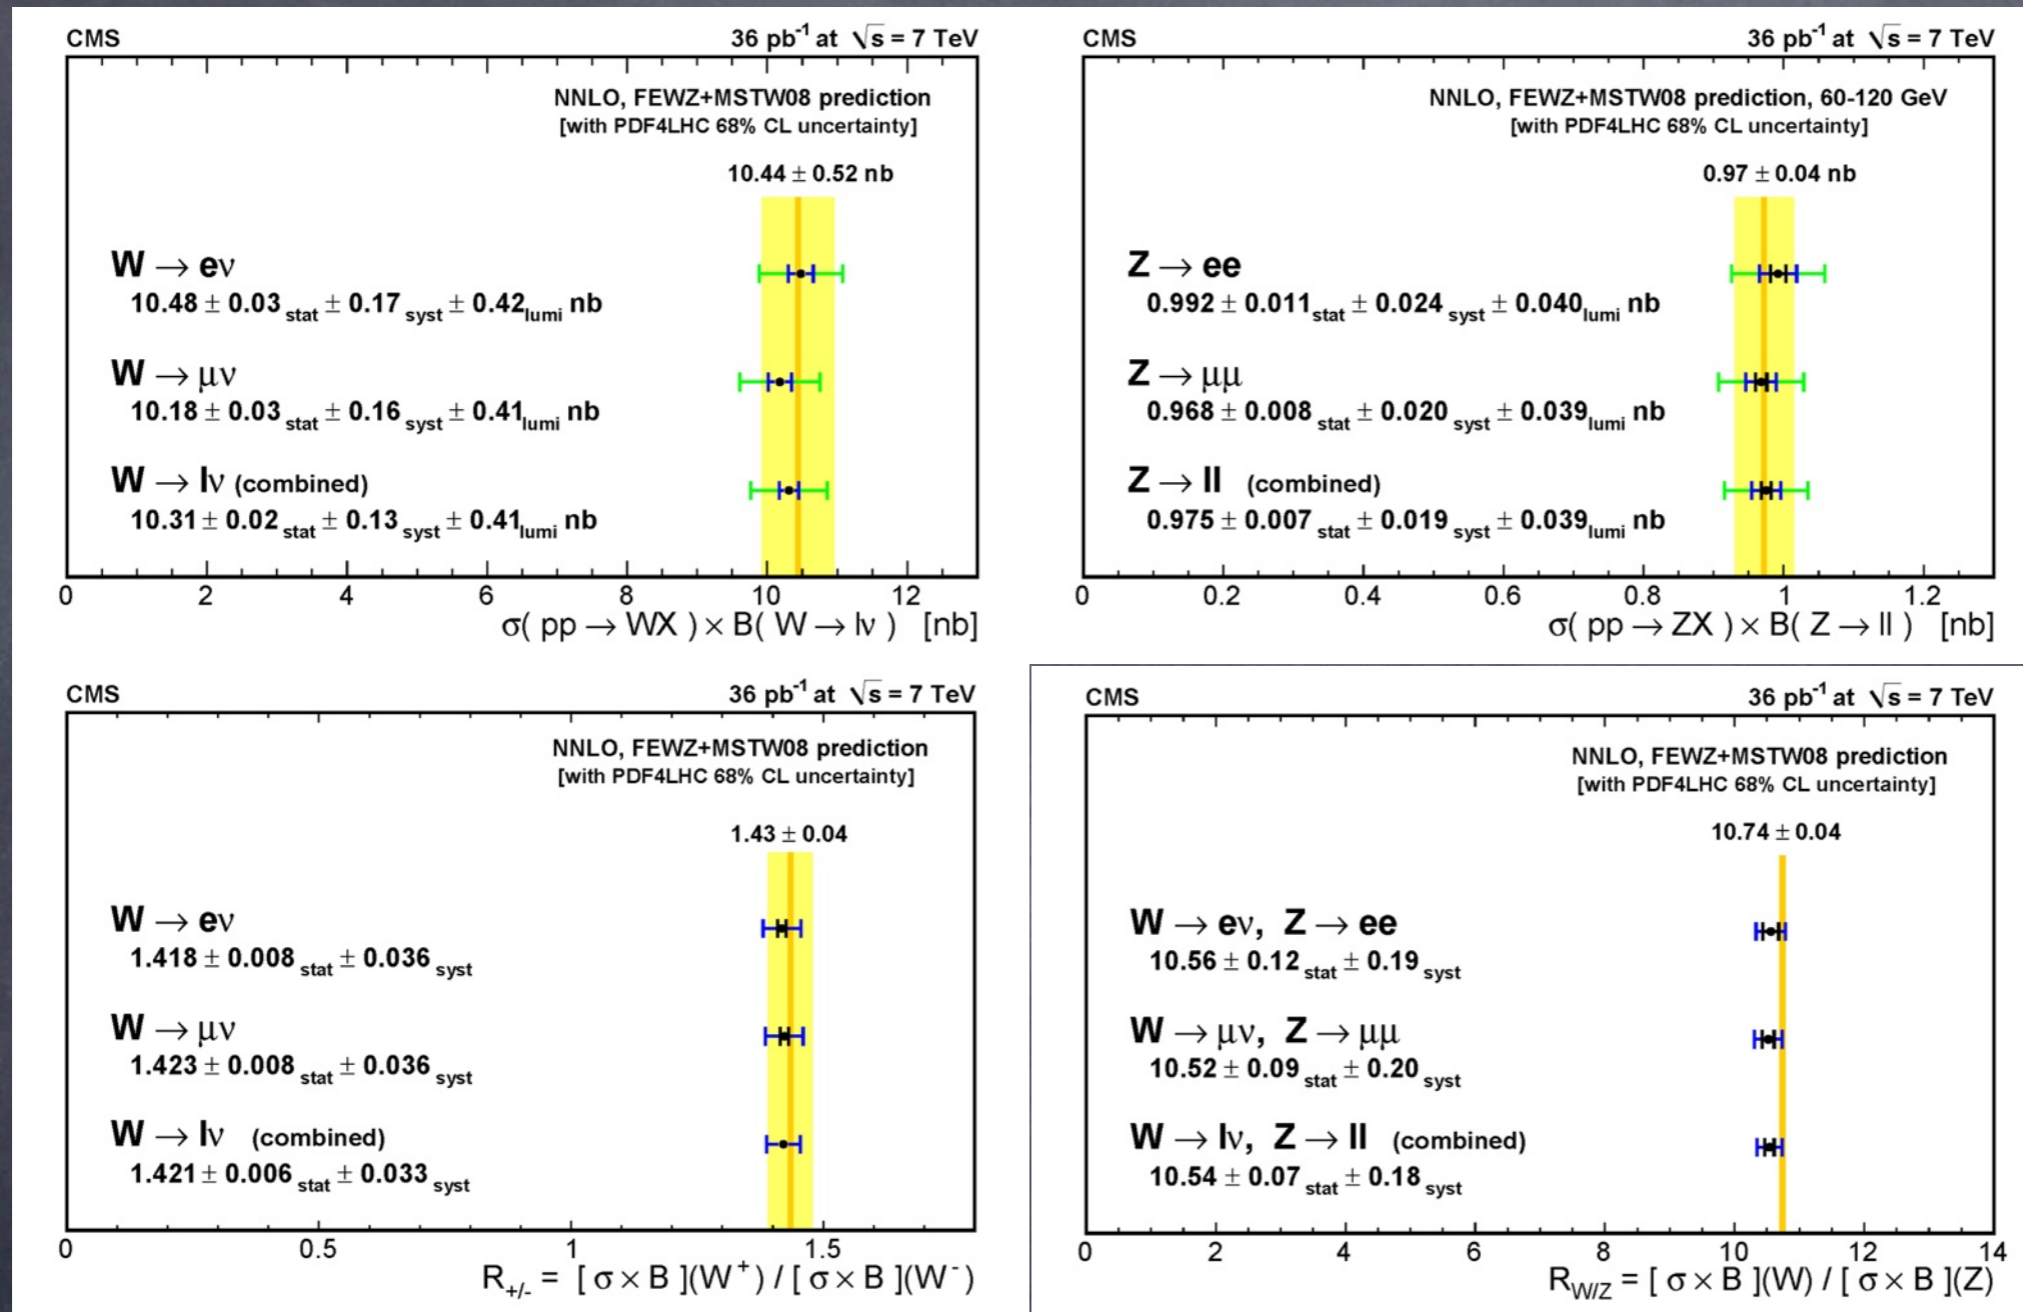 CMS 36 pb⁻¹ at √s = 7 TeV
NNLO, FEWZ+MSTW08 prediction
[with PDF4LHC 68% CL uncertainty]
10.44 ± 0.52 nb
W → eν
10.48 ± 0.03 stat ± 0.17 syst ± 0.42 lumi nb
W → μν
10.18 ± 0.03 stat ± 0.16 syst ± 0.41 lumi nb
W → lν (combined)
10.31 ± 0.02 stat ± 0.13 syst ± 0.41 lumi nb
0 2 4 6 8 10 12
σ( pp → WX ) × B( W → lν ) [nb]
CMS 36 pb⁻¹ at √s = 7 TeV
NNLO, FEWZ+MSTW08 prediction, 60-120 GeV
[with PDF4LHC 68% CL uncertainty]
0.97 ± 0.04 nb
Z → ee
0.992 ± 0.011 stat ± 0.024 syst ± 0.040 lumi nb
Z → μμ
0.968 ± 0.008 stat ± 0.020 syst ± 0.039 lumi nb
Z → ll (combined)
0.975 ± 0.007 stat ± 0.019 syst ± 0.039 lumi nb
0 0.2 0.4 0.6 0.8 1 1.2
σ( pp → ZX ) × B( Z → ll ) [nb]
CMS 36 pb⁻¹ at √s = 7 TeV
NNLO, FEWZ+MSTW08 prediction
[with PDF4LHC 68% CL uncertainty]
1.43 ± 0.04
W → eν
1.418 ± 0.008 stat ± 0.036 syst
W → μν
1.423 ± 0.008 stat ± 0.036 syst
W → lν (combined)
1.421 ± 0.006 stat ± 0.033 syst
0 0.5 1 1.5
R+/- = [ σ × B ](W⁺) / [ σ × B ](W⁻)
CMS 36 pb⁻¹ at √s = 7 TeV
NNLO, FEWZ+MSTW08 prediction
[with PDF4LHC 68% CL uncertainty]
10.74 ± 0.04
W → eν, Z → ee
10.56 ± 0.12 stat ± 0.19 syst
W → μν, Z → μμ
10.52 ± 0.09 stat ± 0.20 syst
W → lν, Z → ll (combined)
10.54 ± 0.07 stat ± 0.18 syst
0 2 4 6 8 10 12 14
RW/Z = [ σ × B ](W) / [ σ × B ](Z)